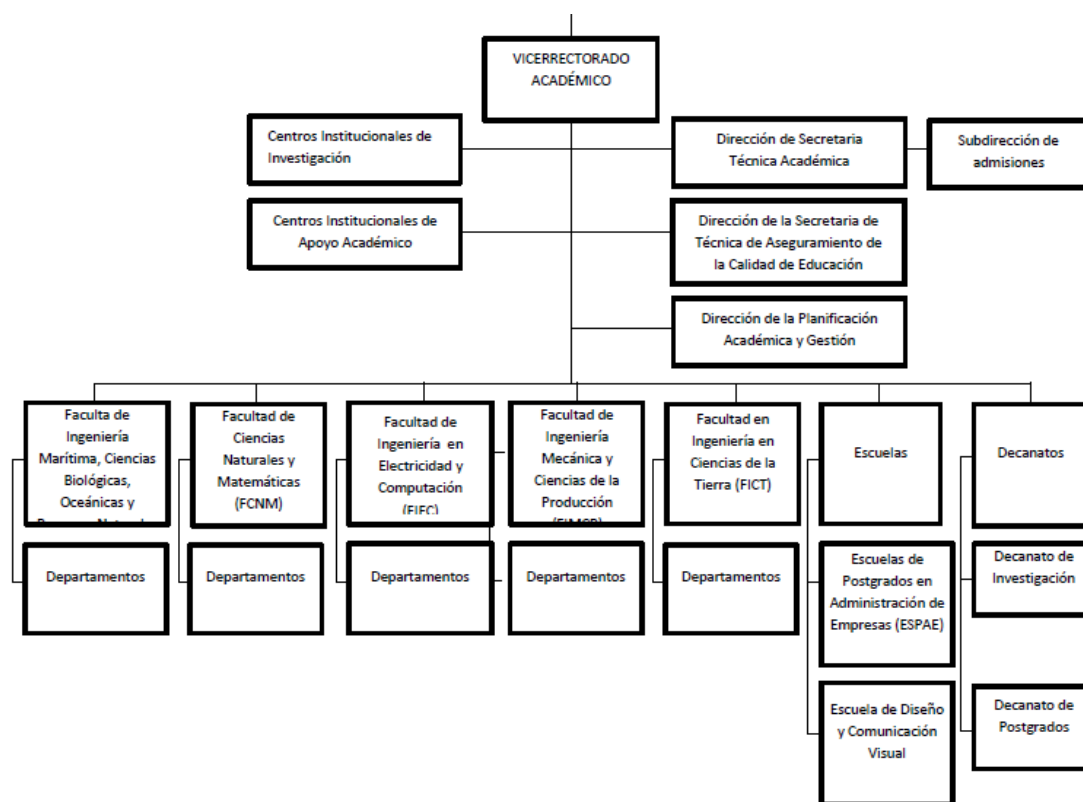 VICERRECTORADO
ACADÉMICO
Centros Institucionales de
Investigación
Dirección de Secretaria
Técnica Académica
Subdirección de
admisiones
Centros Institucionales de
Apoyo Académico
Dirección de la Secretaria de
Técnica de Aseguramiento de
la Calidad de Educación
Dirección de la Planificación
Académica y Gestión
Faculta de
Ingeniería
Marítima, Ciencias
Biológicas,
Oceánicas y
Facultad de
Ciencias
Naturales y
Matemáticas
(FCNM)
Facultad de
Ingeniería en
Electricidad y
Computación
Facultad de
Ingeniería
Mecánica y
Ciencias de la
Producción
Facultad en
Ingeniería en
Ciencias de la
Tierra (FICT)
Escuelas
Decanatos
Departamentos
Departamentos
Departamentos
Departamentos
Departamentos
Escuelas de
Postgrados en
Administración de
Empresas (ESPAE)
Decanato de
Investigación
Escuela de Diseño
y Comunicación
Visual
Decanato de
Postgrados